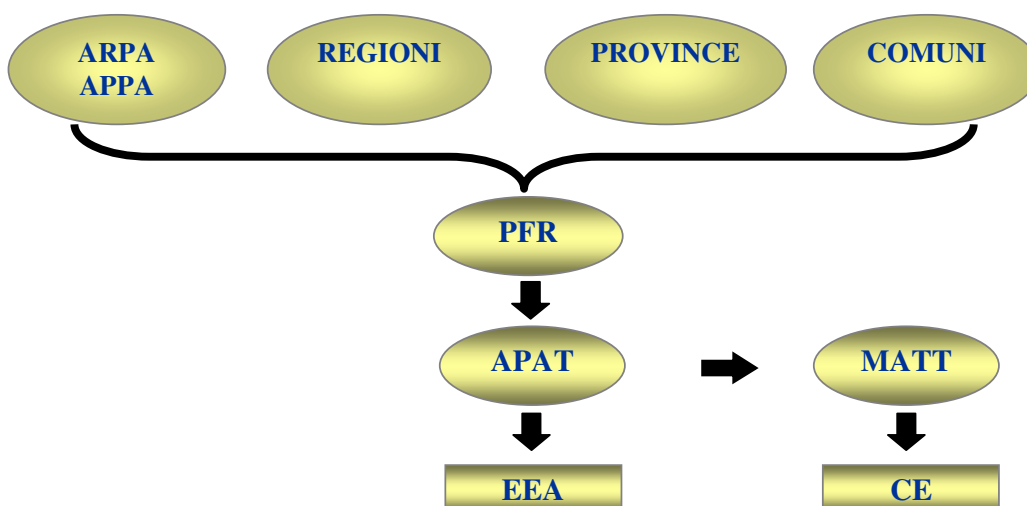 ARPA
APPA
REGIONI
PROVINCE
COMUNI
PFR
APAT
MATT
EEA
CE